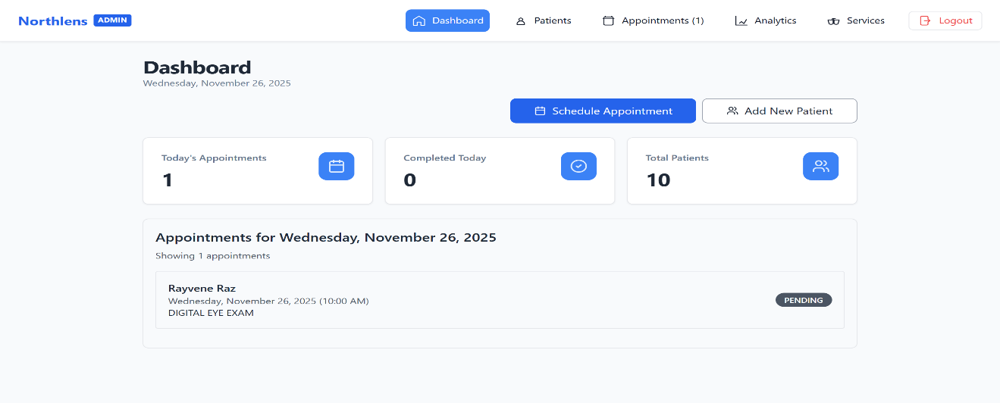 Northlens ADMIN Dashboard Patients Appointments (1) Analytics Services Logout
Dashboard
Wednesday, November 26, 2025
Schedule Appointment Add New Patient
Today's Appointments
1
Completed Today
0
Total Patients
10
Appointments for Wednesday, November 26, 2025
Showing 1 appointments
Rayvene Raz
Wednesday, November 26, 2025 (10:00 AM)
DIGITAL EYE EXAM
PENDING